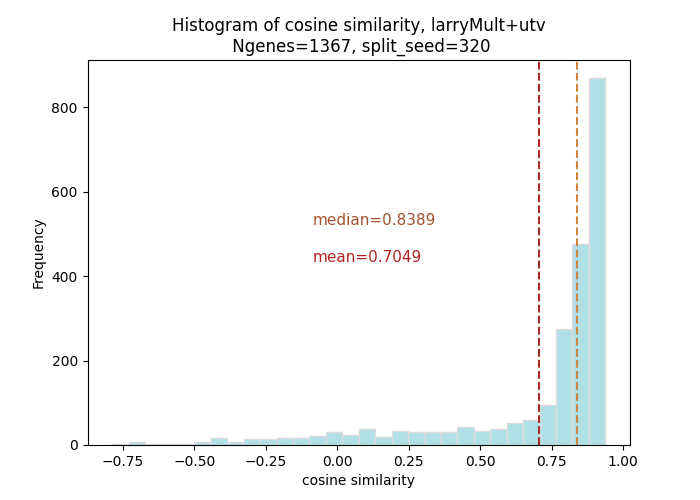 Histogram of cosine similarity, larryMult+utv
Ngenes=1367, split_seed=320
Frequency
800
600
400
200
0
median=0.8389
mean=0.7049
−0.75
−0.50
−0.25
0.00
0.25
0.50
0.75
1.00
cosine similarity